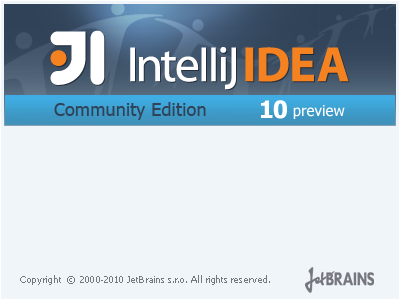 IntelliJ IDEA
Community Edition 10 preview
Copyright © 2000-2010 JetBrains s.r.o. All rights reserved.
JetBRAINS